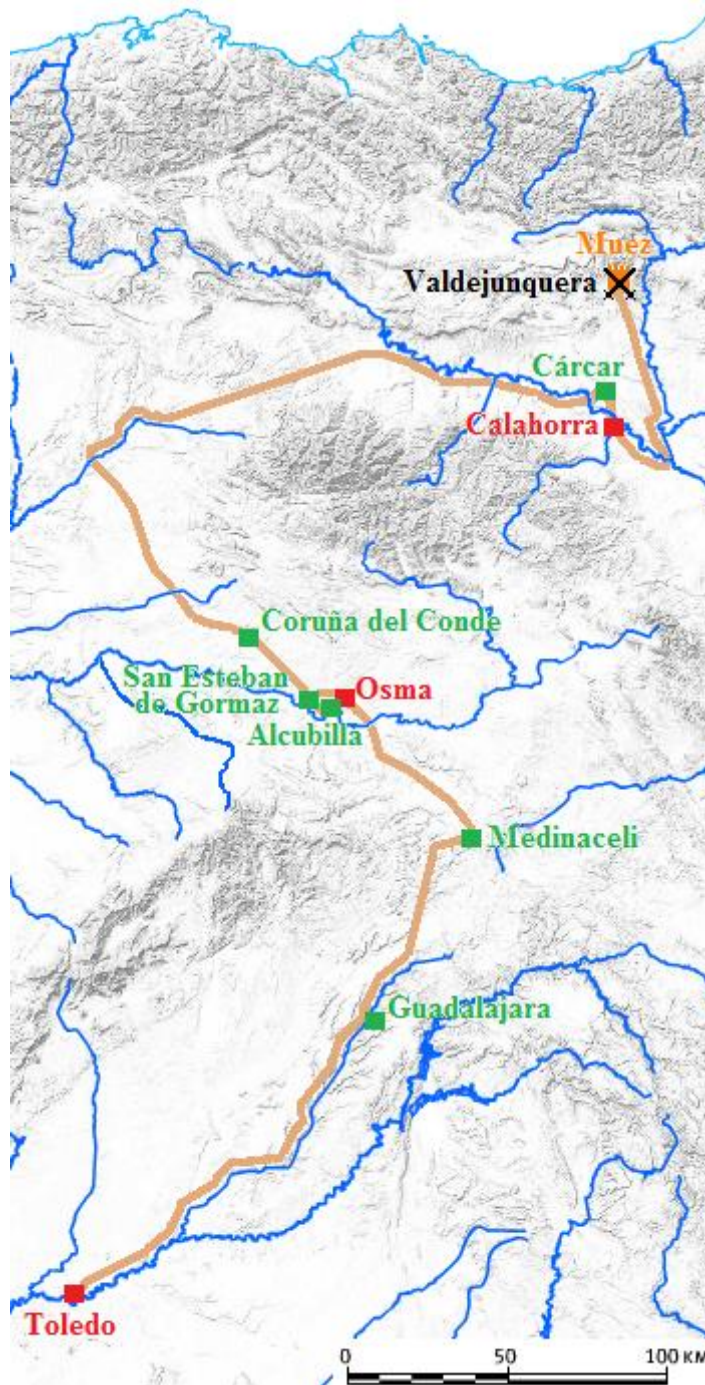 Muez
Valdejunquera
Cárcar
Calahorra
Coruña del Conde
San Esteban
de Gormaz
Osma
Alcubilla
Medinaceli
Guadalajara
Toledo
0 50 100 КМ